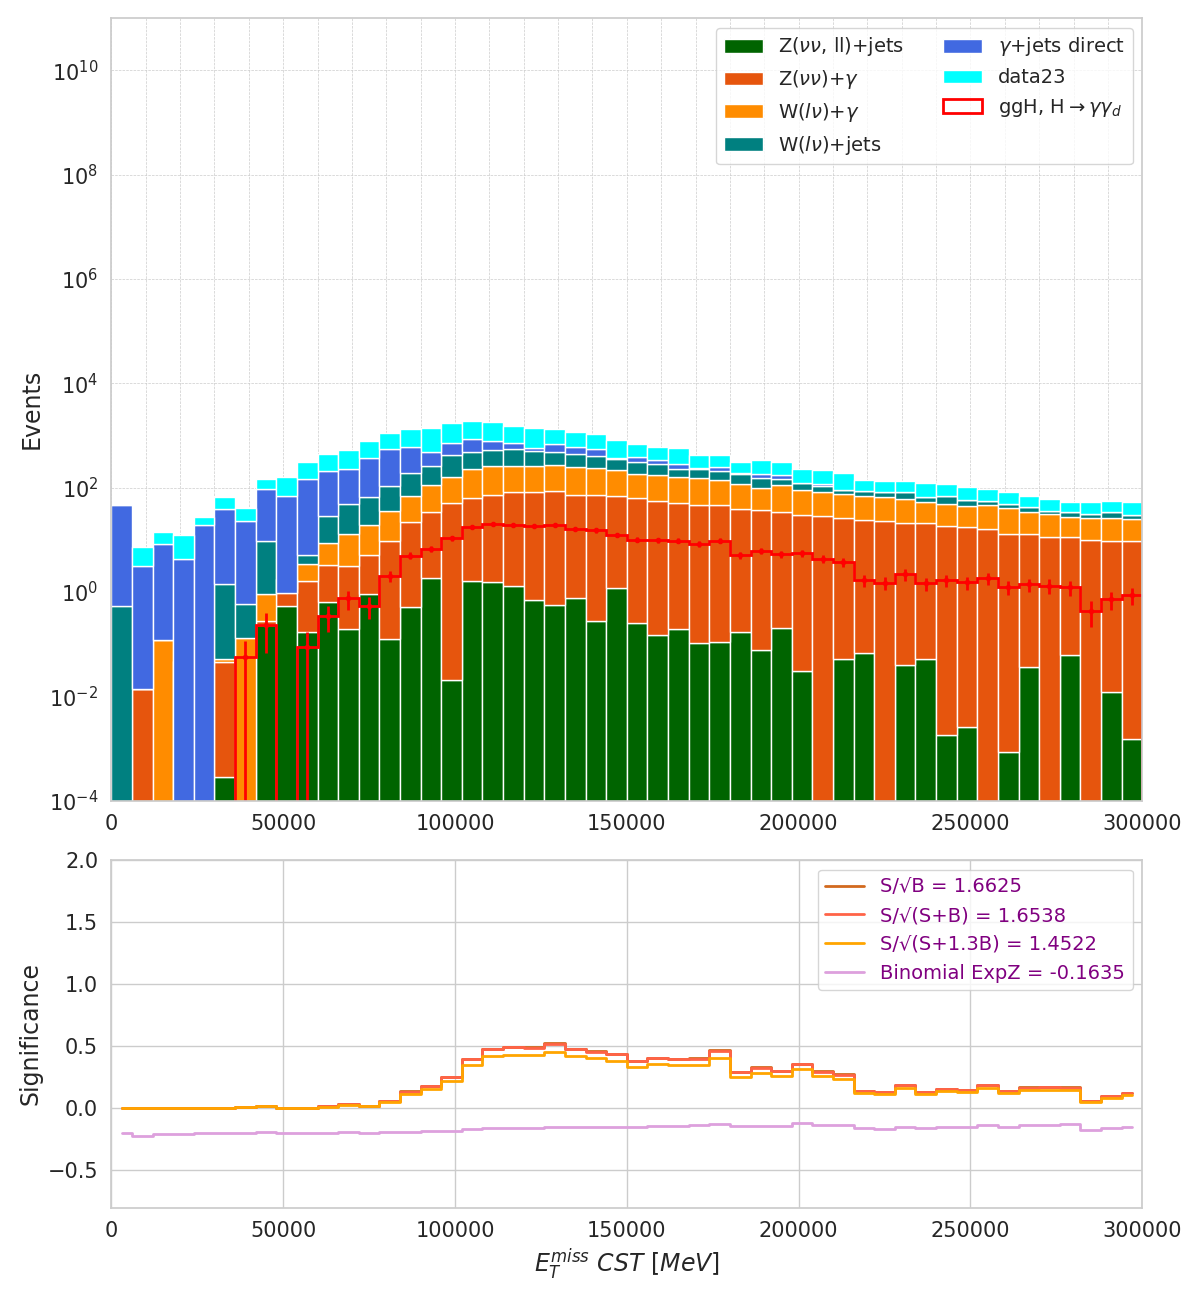 Z(νν, ll)+jets
Z(νν)+γ
W(lν)+γ
W(lν)+jets
γ+jets direct
data23
ggH, H→γγ_d
Events
10^10
10^8
10^6
10^4
10^2
10^0
10^−2
10^−4
0 50000 100000 150000 200000 250000 300000
S/√B = 1.6625
S/√(S+B) = 1.6538
S/√(S+1.3B) = 1.4522
Binomial ExpZ = -0.1635
Significance
2.0
1.5
1.0
0.5
0.0
−0.5
0 50000 100000 150000 200000 250000 300000
E_T^miss CST [MeV]